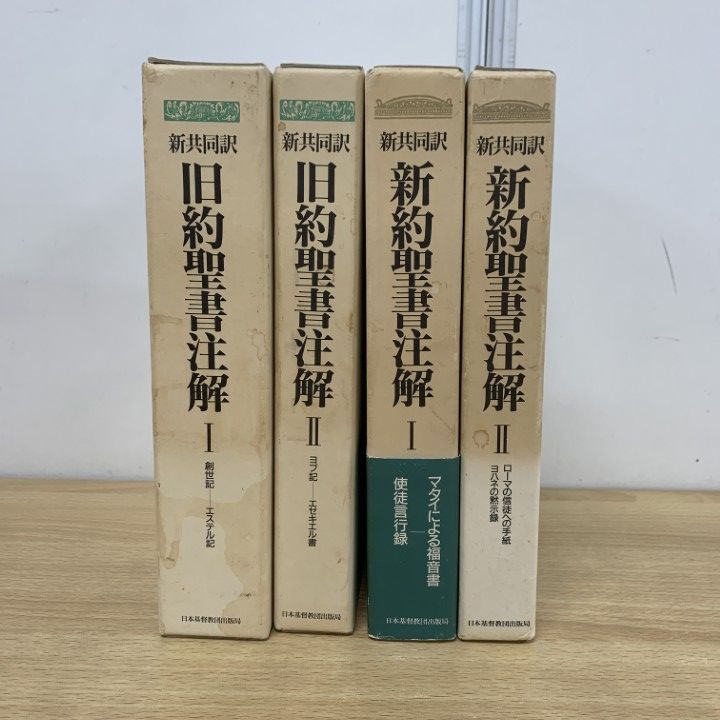 新共同訳
旧約聖書注解
I
創世記──エステル記
日本基督教団出版局
新共同訳
旧約聖書注解
II
ヨブ記──エゼキエル書
日本基督教団出版局
新共同訳
新約聖書注解
I
マタイによる福音書
使徒言行録
日本基督教団出版局
新共同訳
新約聖書注解
II
ローマの信徒への手紙
ヨハネの黙示録
日本基督教団出版局